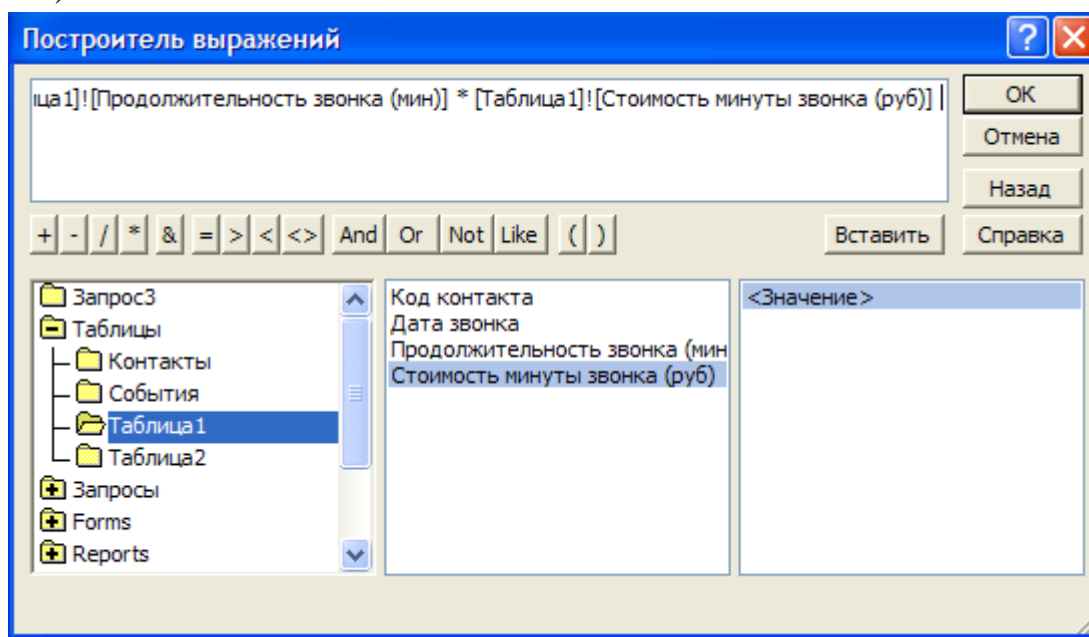 Построитель выражений
ица1]![Продолжительность звонка (мин)] * [Таблица1]![Стоимость минуты звонка (руб)]
ОК
Отмена
Назад
+ - / * & = > < <> And Or Not Like ( ) Вставить Справка
Запрос3
Таблицы
Контакты
События
Таблица1
Таблица2
Запросы
Forms
Reports
Код контакта
Дата звонка
Продолжительность звонка (мин
Стоимость минуты звонка (руб)
<Значение>